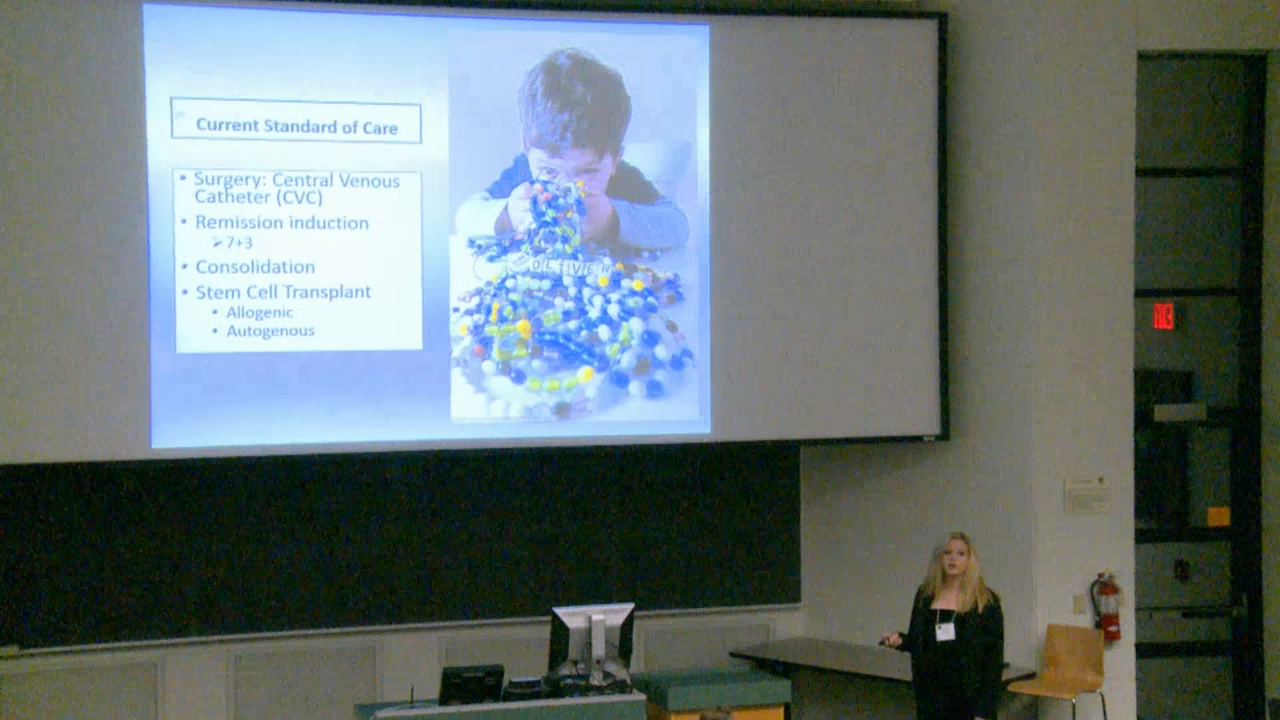 Current Standard of Care
• Surgery: Central Venous
Catheter (CVC)
• Remission induction
➢ 7+3
• Consolidation
• Stem Cell Transplant
• Allogenic
• Autogenous